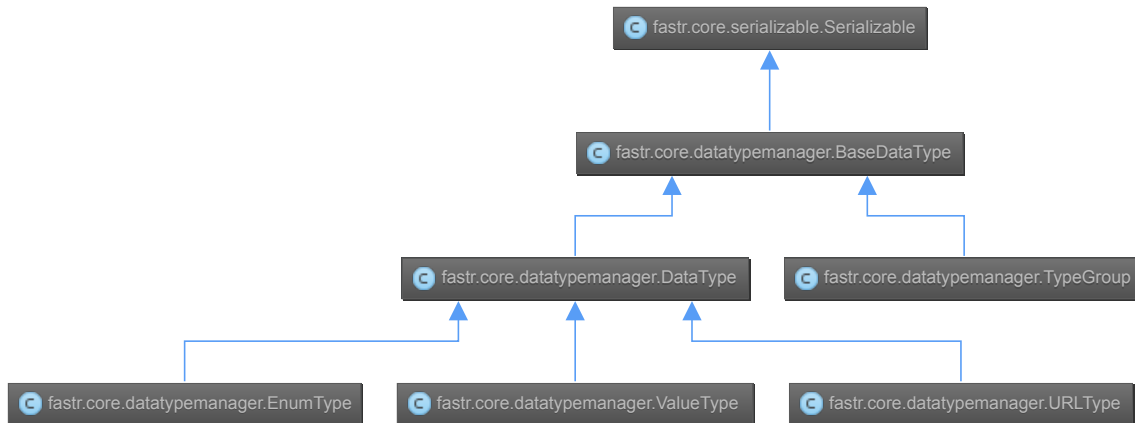 C fastr.core.serializable.Serializable
C fastr.core.datatypemanager.BaseDataType
C fastr.core.datatypemanager.DataType
C fastr.core.datatypemanager.TypeGroup
C fastr.core.datatypemanager.EnumType
C fastr.core.datatypemanager.ValueType
C fastr.core.datatypemanager.URLType